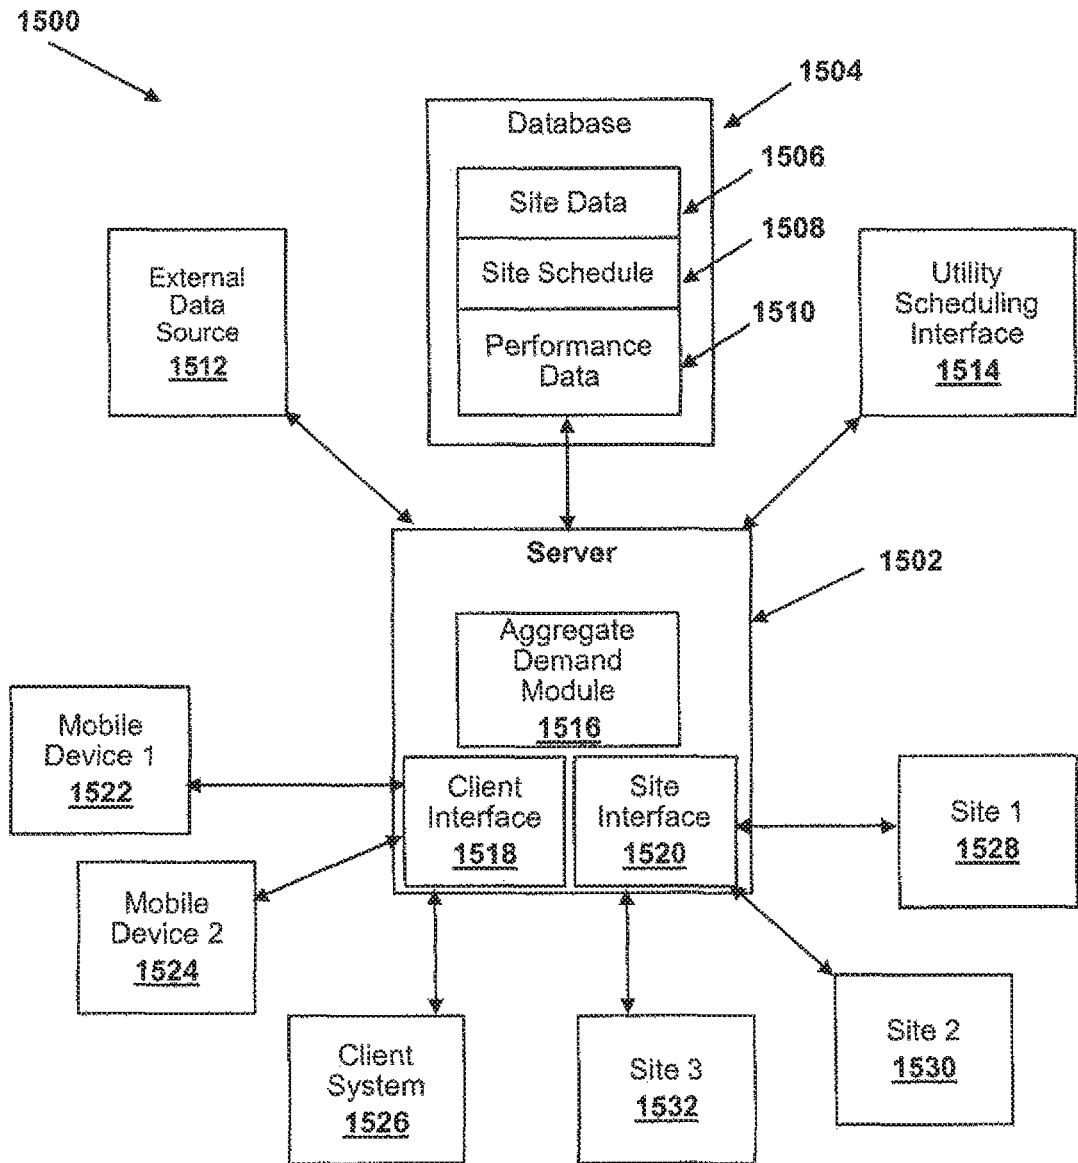 1500
1504
Database
1506
Site Data
1508
Site Schedule
1510
Performance
Data
External
Data
Source
1512
Utility
Scheduling
Interface
1514
Server
1502
Aggregate
Demand
Module
1516
Mobile
Device 1
1522
Client
Interface
1518
Site
Interface
1520
Site 1
1528
Mobile
Device 2
1524
Client
System
1526
Site 3
1532
Site 2
1530